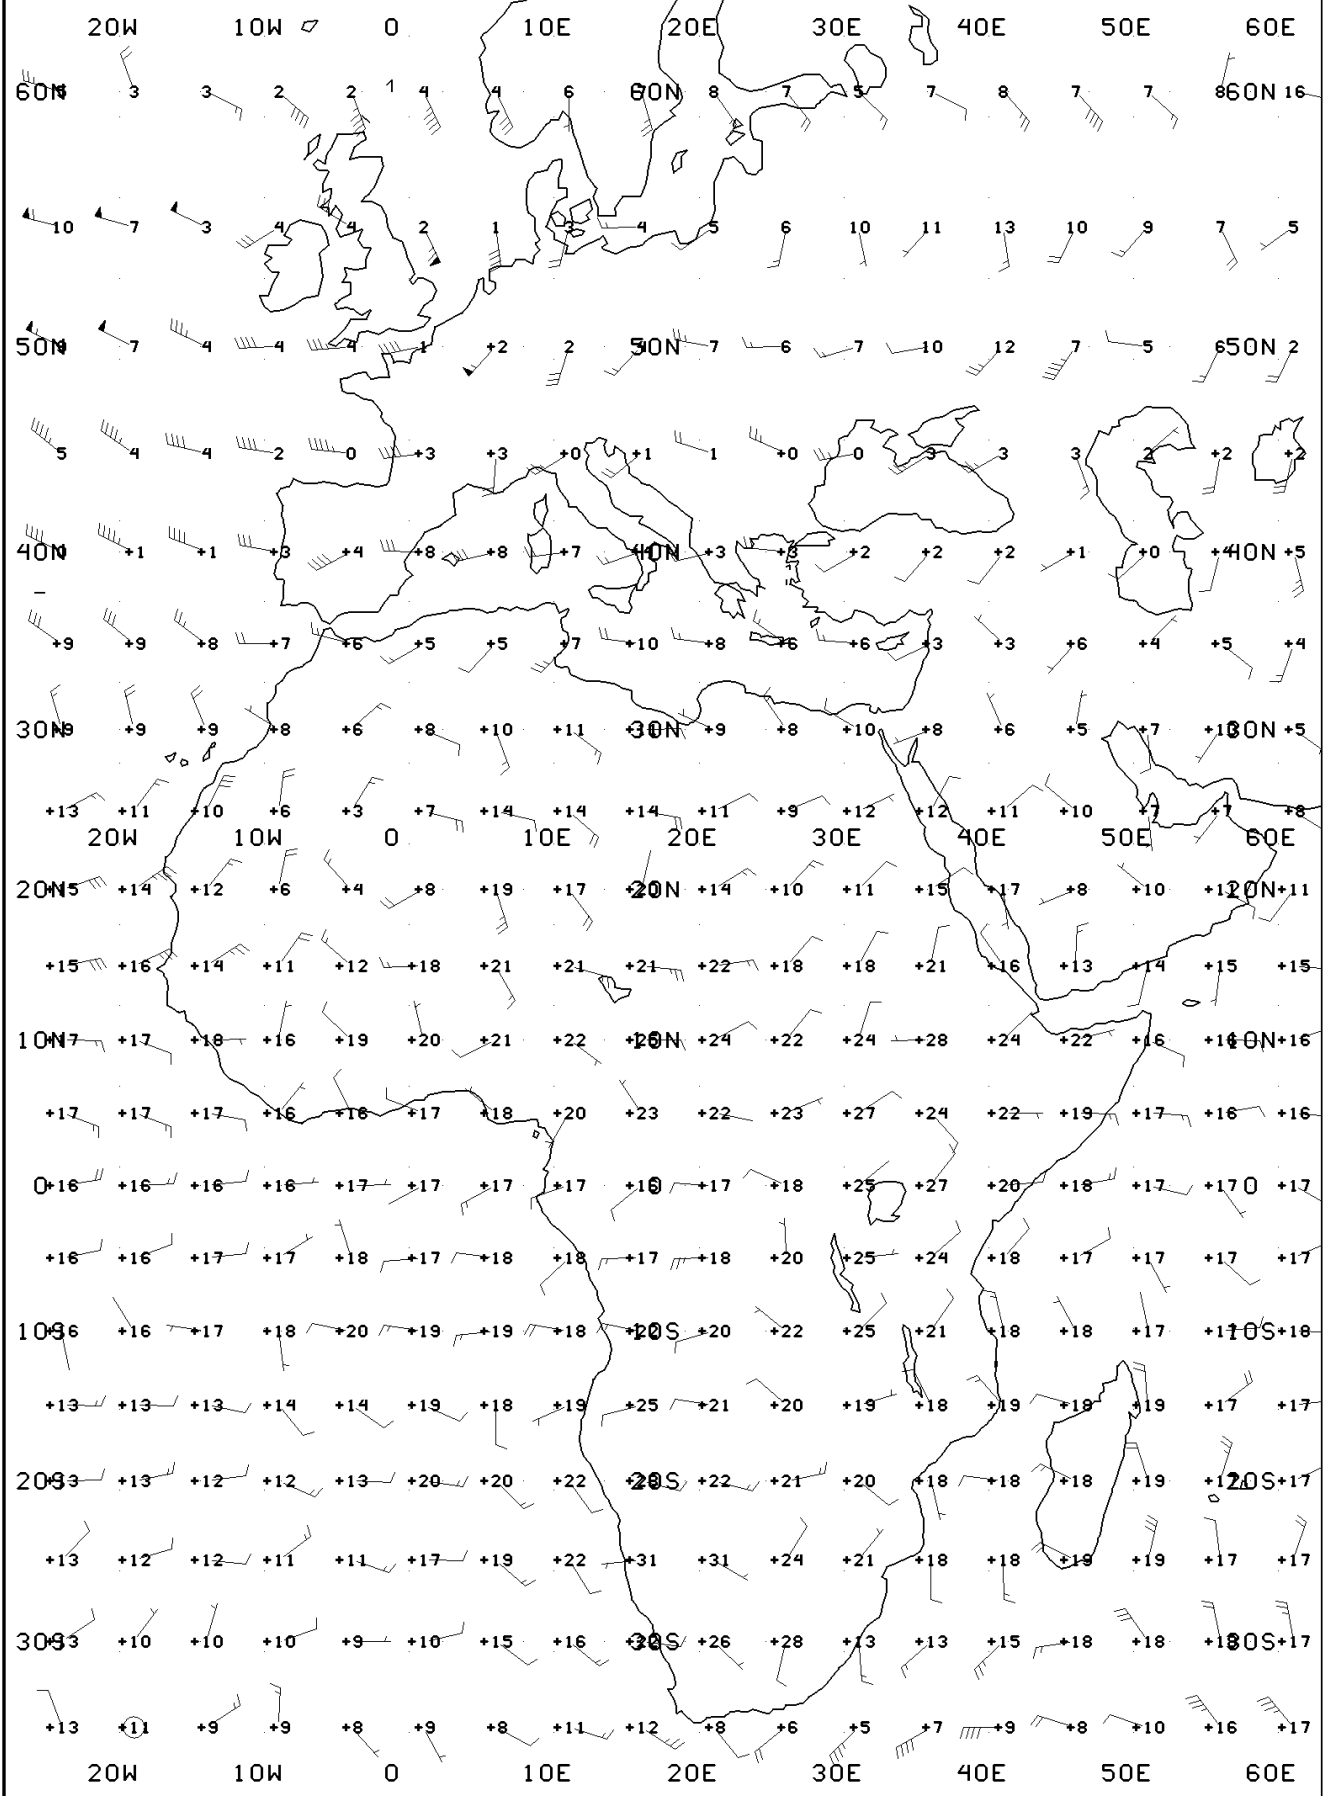 20W 10W 0 10E 20E 30E 40E 50E 60E
60N 3 3 2 2 1 4 4 6 60N 8 7 5 7 8 7 7 8 60N 16
10 7 3 4 4 2 1 3 4 5 6 10 11 13 10 9 7 5
50N 7 4 4 4 1 +2 2 50N 7 6 7 10 12 7 5 6 50N 2
5 4 4 2 0 +3 +3 +0 +1 1 +0 0 3 3 3 2 +2 +2
40N +1 +1 +3 +4 +8 +8 +7 40N +3 +3 +2 +2 +2 +1 +0 +4 40N +5
–
+9 +9 +8 +7 +6 +5 +5 +7 +10 +8 +6 +6 +3 +3 +6 +4 +5 +4
30N +9 +9 +9 +8 +6 +8 +10 +11 30N +9 +8 +10 +8 +6 +5 +7 30N +5
+13 +11 +10 +6 +3 +7 +14 +14 +14 +11 +9 +12 +12 +11 +10 +7 +7 +8
20W 10W 0 10E 20E 30E 40E 50E 60E
20N +15 +14 +12 +6 +4 +8 +19 +17 20N +14 +10 +11 +15 +17 +8 +10 20N +11
+15 +16 +14 +11 +12 +18 +21 +21 +21 +22 +18 +18 +21 +16 +13 +14 +15 +15
10N +17 +17 +18 +16 +19 +20 +21 +22 10N +24 +22 +24 +28 +24 +22 +16 10N +16
+17 +17 +17 +16 +16 +17 +18 +20 +23 +22 +23 +27 +24 +22 +19 +17 +16 +16
0 +16 +16 +16 +16 +17 +17 +17 +17 0 +17 +18 +25 +27 +20 +18 +17 +17 0 +17
+16 +16 +17 +17 +18 +17 +18 +18 +17 +18 +20 +25 +24 +18 +17 +17 +17 +17
10S +16 +16 +17 +18 +20 +19 +19 +18 10S +20 +22 +25 +21 +18 +18 +17 +17 10S +18
+13 +13 +13 +14 +14 +19 +18 +19 +25 +21 +20 +19 +18 +19 +18 +19 +17 +17
20S +13 +13 +12 +12 +13 +20 +20 +22 20S +22 +21 +20 +18 +18 +18 +19 20S +17
+13 +12 +12 +11 +11 +17 +19 +22 +31 +31 +24 +21 +18 +18 +19 +19 +17 +17
30S +13 +10 +10 +10 +9 +10 +15 +16 30S +26 +28 +13 +13 +15 +18 +18 30S +17
+13 +11 +9 +9 +8 +9 +8 +11 +12 +8 +6 +5 +7 +9 +8 +10 +16 +17
20W 10W 0 10E 20E 30E 40E 50E 60E